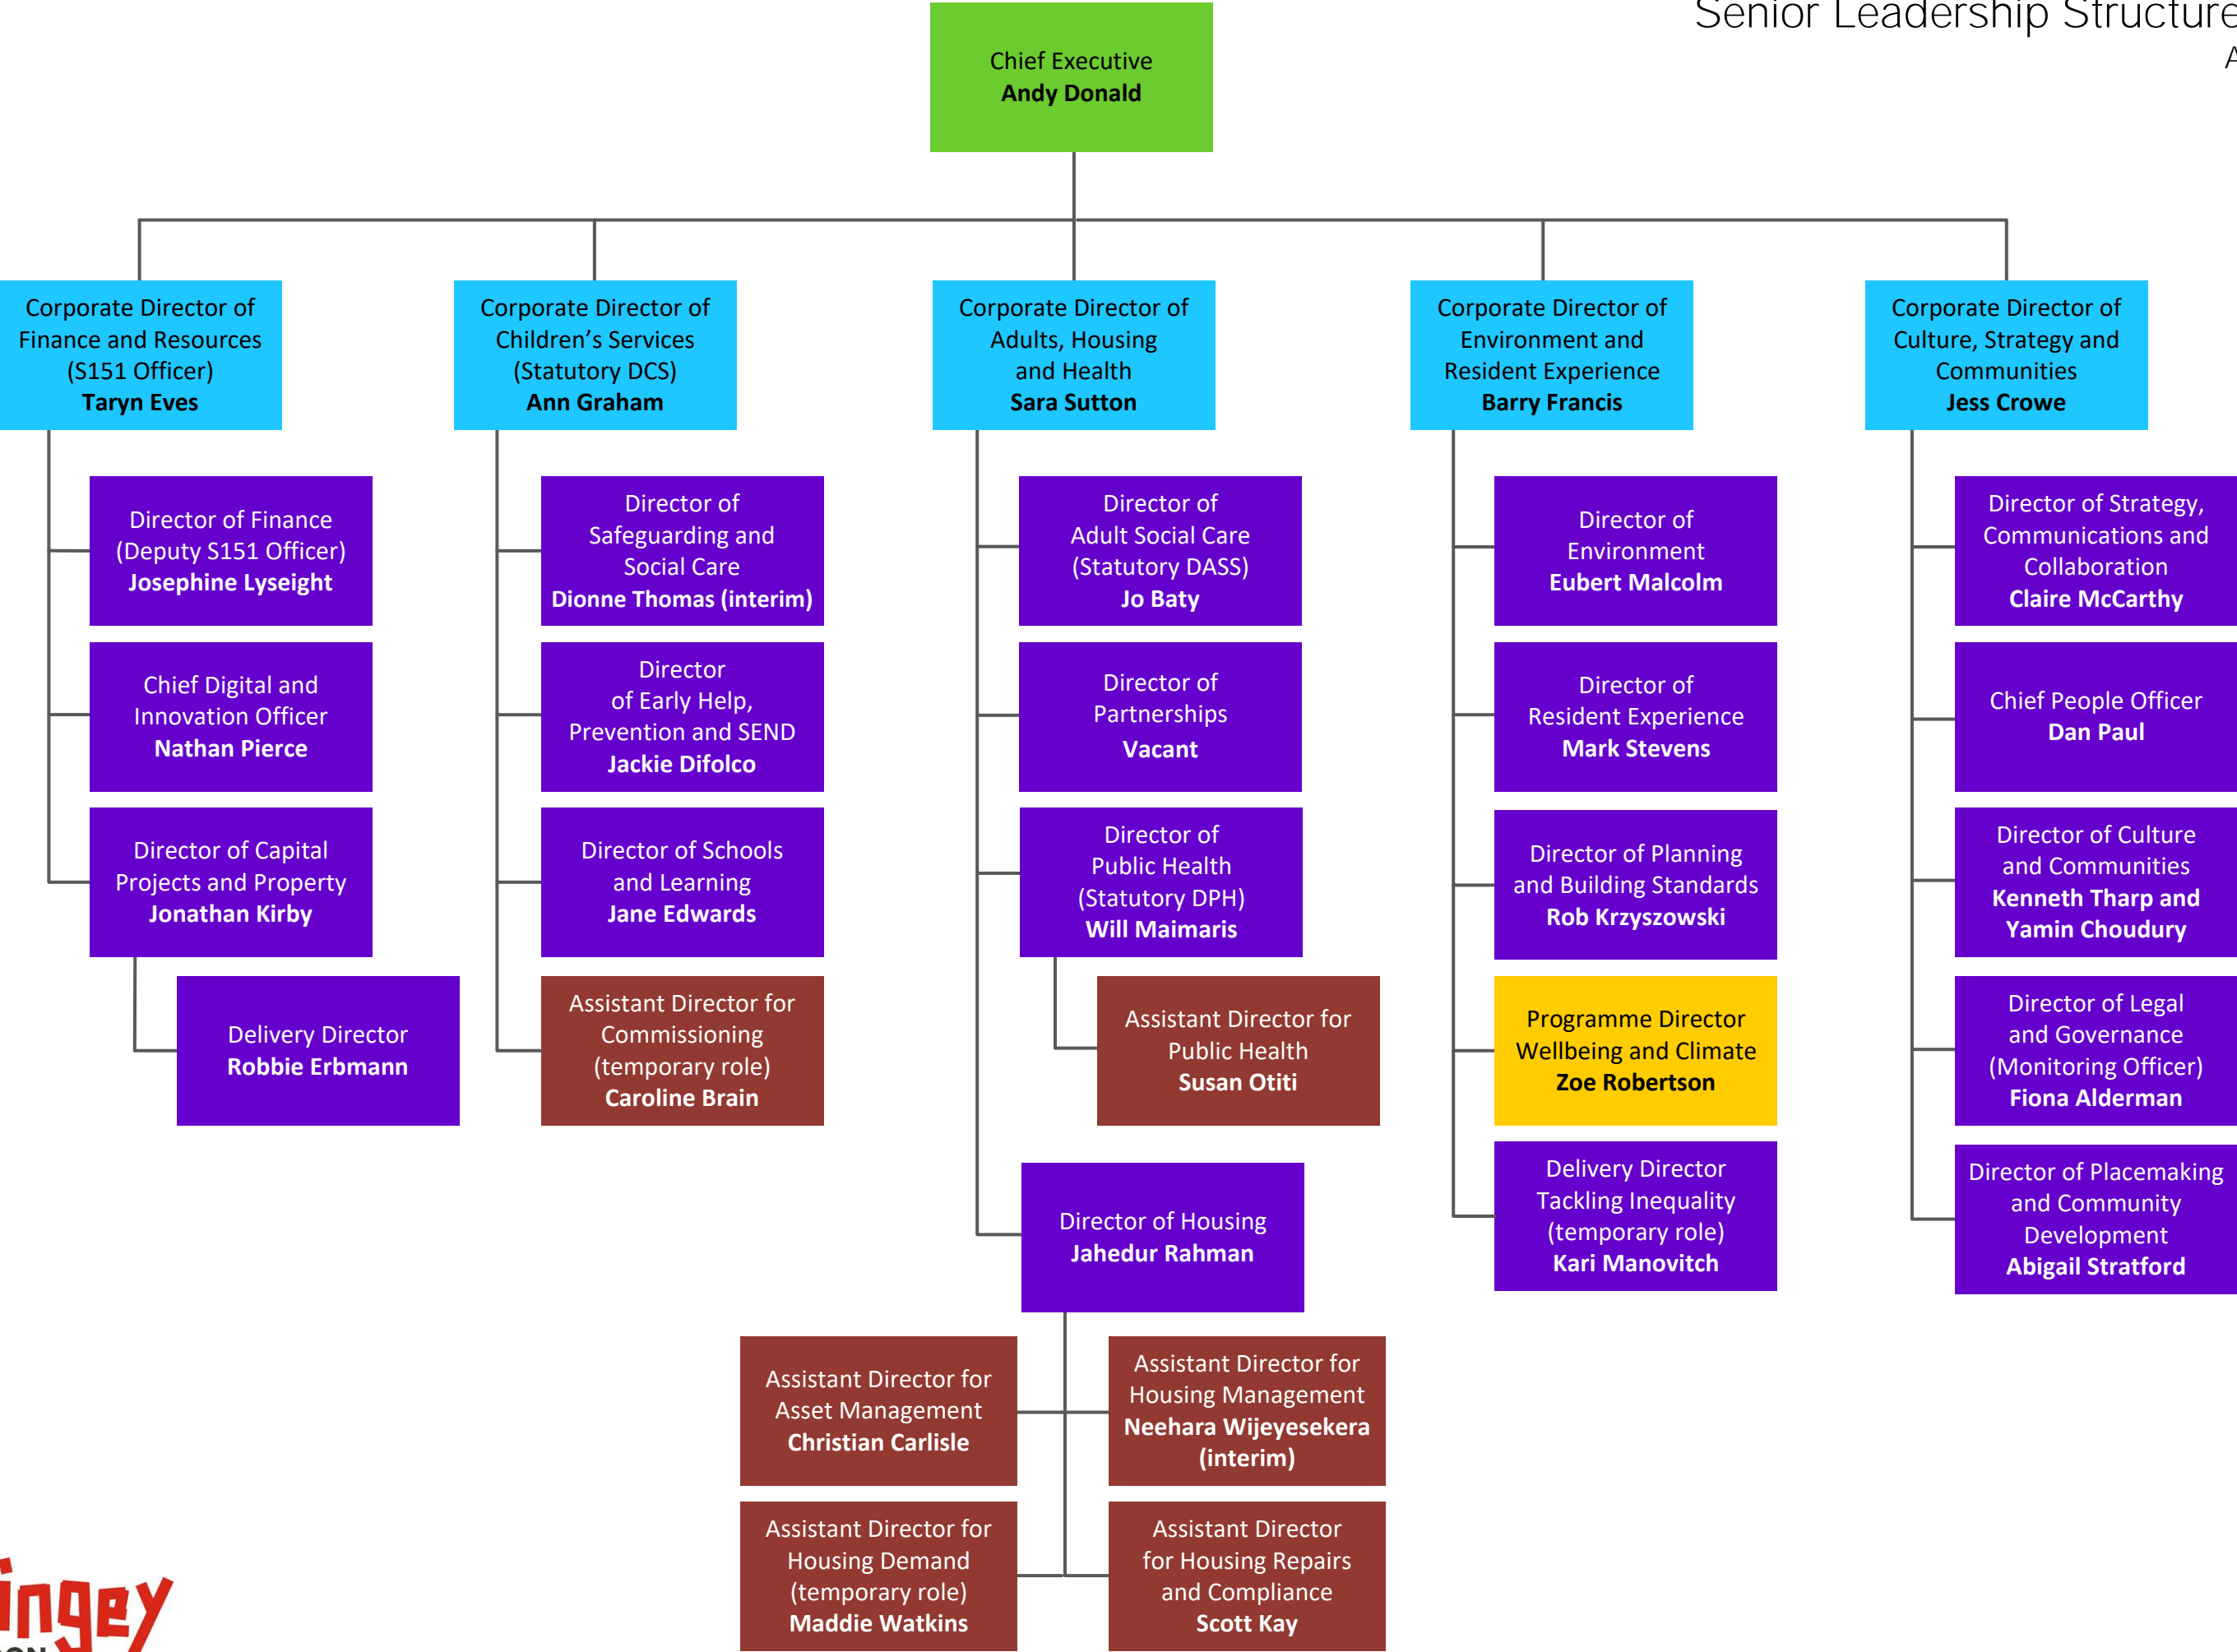 Senior Leadership Structure
A
Chief Executive
Andy Donald
Corporate Director of
Finance and Resources
(S151 Officer)
Taryn Eves
Corporate Director of
Children’s Services
(Statutory DCS)
Ann Graham
Corporate Director of
Adults, Housing
and Health
Sara Sutton
Corporate Director of
Environment and
Resident Experience
Barry Francis
Corporate Director of
Culture, Strategy and
Communities
Jess Crowe
Director of Finance
(Deputy S151 Officer)
Josephine Lyseight
Chief Digital and
Innovation Officer
Nathan Pierce
Director of Capital
Projects and Property
Jonathan Kirby
Delivery Director
Robbie Erbmann
Director of
Safeguarding and
Social Care
Dionne Thomas (interim)
Director
of Early Help,
Prevention and SEND
Jackie Difolco
Director of Schools
and Learning
Jane Edwards
Assistant Director for
Commissioning
(temporary role)
Caroline Brain
Director of
Adult Social Care
(Statutory DASS)
Jo Baty
Director of
Partnerships
Vacant
Director of
Public Health
(Statutory DPH)
Will Maimaris
Assistant Director for
Public Health
Susan Otiti
Director of Housing
Jahedur Rahman
Assistant Director for
Asset Management
Christian Carlisle
Assistant Director for
Housing Management
Neehara Wijeyesekera
(interim)
Assistant Director for
Housing Demand
(temporary role)
Maddie Watkins
Assistant Director
for Housing Repairs
and Compliance
Scott Kay
Director of
Environment
Eubert Malcolm
Director of
Resident Experience
Mark Stevens
Director of Planning
and Building Standards
Rob Krzyszowski
Programme Director
Wellbeing and Climate
Zoe Robertson
Delivery Director
Tackling Inequality
(temporary role)
Kari Manovitch
Director of Strategy,
Communications and
Collaboration
Claire McCarthy
Chief People Officer
Dan Paul
Director of Culture
and Communities
Kenneth Tharp and
Yamin Choudury
Director of Legal
and Governance
(Monitoring Officer)
Fiona Alderman
Director of Placemaking
and Community
Development
Abigail Stratford
ingey